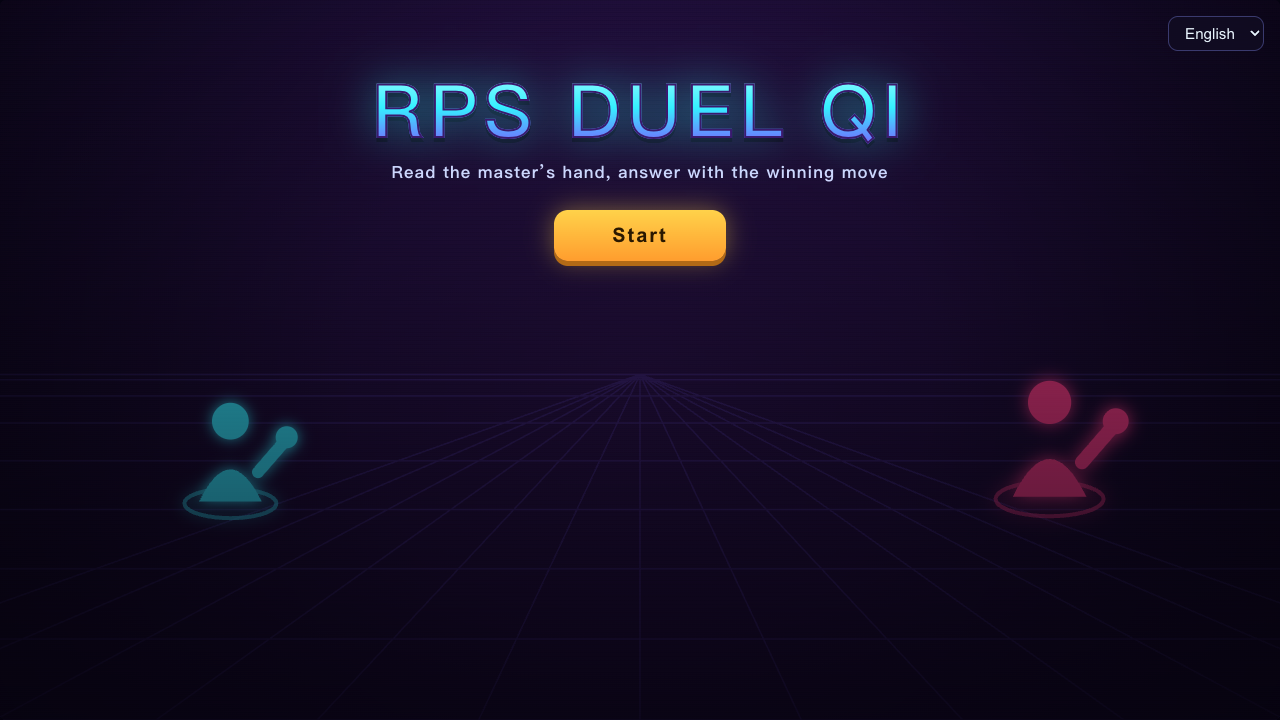 English
RPS DUEL QI
Read the master’s hand, answer with the winning move
Start